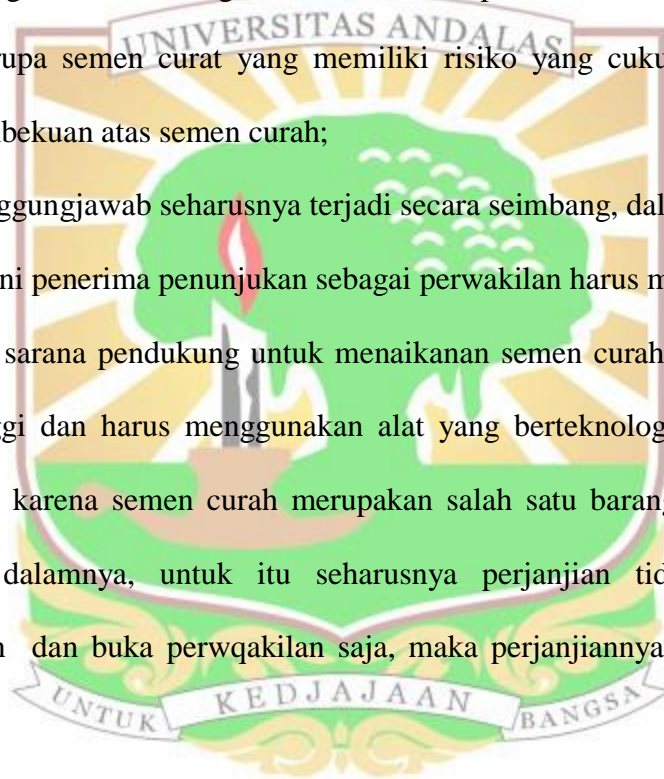 UNIVERSITAS ANDALAS
rupa semen curat yang memiliki risiko yang cuku
bekuan atas semen curah;
ggungjawab seharusnya terjadi secara seimbang, dal
ni penerima penunjukan sebagai perwakilan harus m
sarana pendukung untuk menaikanan semen curah
ggi dan harus menggunakan alat yang berteknolog
karena semen curah merupakan salah satu barang
dalamnya, untuk itu seharusnya perjanjian tid
dan buka perwqakilan saja, maka perjanjiannya
UNTUK KEDJAJAAN BANGSA